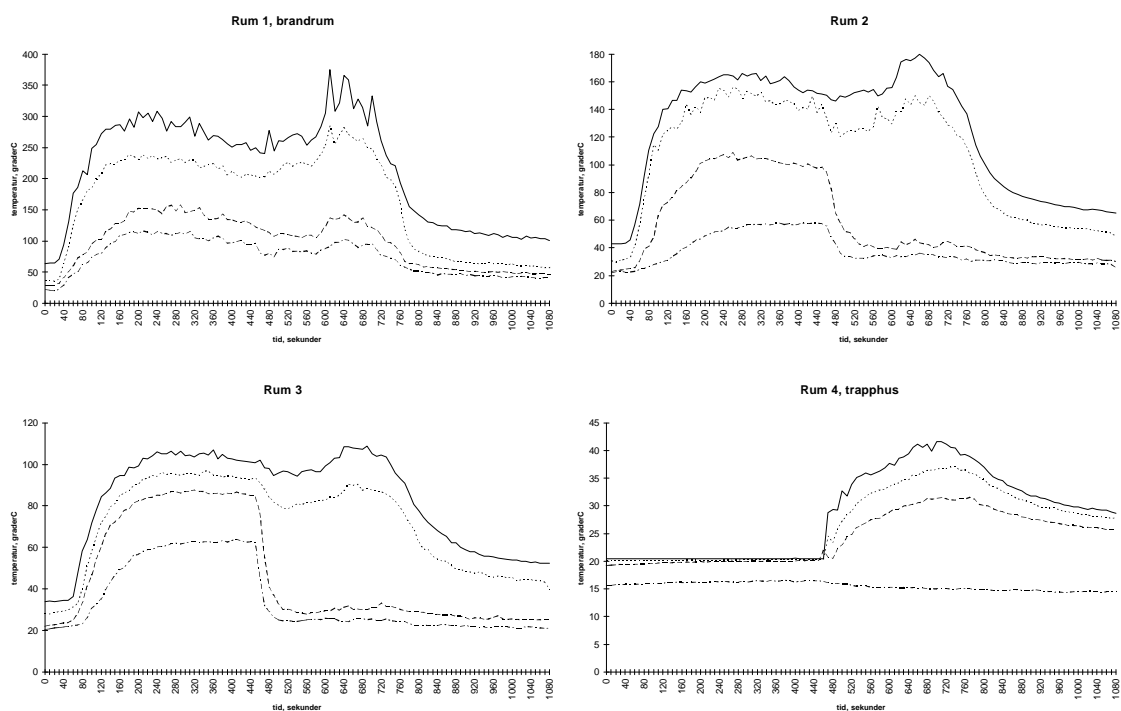 Rum 1, brandrum
400
350
300
250
200
150
100
50
0
temperatur, graderC
0 40 80 120 160 200 240 280 320 360 400 440 480 520 560 600 640 680 720 760 800 840 880 920 960 1000 1040 1080
tid, sekunder
Rum 2
180
160
140
120
100
80
60
40
20
0
temperatur, graderC
0 40 80 120 160 200 240 280 320 360 400 440 480 520 560 600 640 680 720 760 800 840 880 920 960 1000 1040 1080
tid, sekunder
Rum 3
120
100
80
60
40
20
0
temperatur, graderC
0 40 80 120 160 200 240 280 320 360 400 440 480 520 560 600 640 680 720 760 800 840 880 920 960 1000 1040 1080
tid, sekunder
Rum 4, trapphus
45
40
35
30
25
20
15
10
5
0
temperatur, graderC
0 40 80 120 160 200 240 280 320 360 400 440 480 520 560 600 640 680 720 760 800 840 880 920 960 1000 1040 1080
tid, sekunder